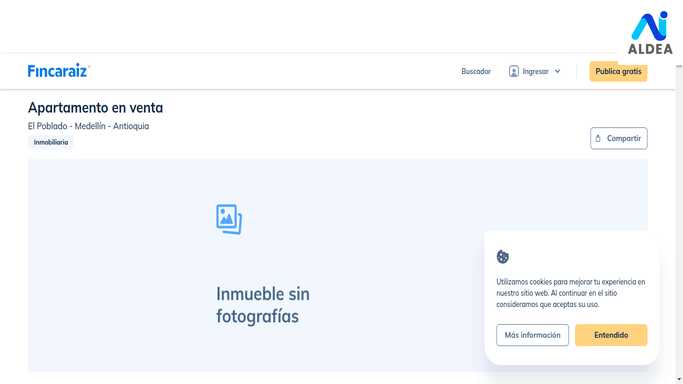 ALDEA
Fincaraíz
Buscador
Ingresar
Publica gratis
Apartamento en venta
El Poblado - Medellín - Antioquia
Inmobiliaria
Compartir
Inmueble sin
fotografías
Utilizamos cookies para mejorar tu experiencia en
nuestro sitio web. Al continuar en el sitio
consideramos que aceptas su uso.
Más información
Entendido